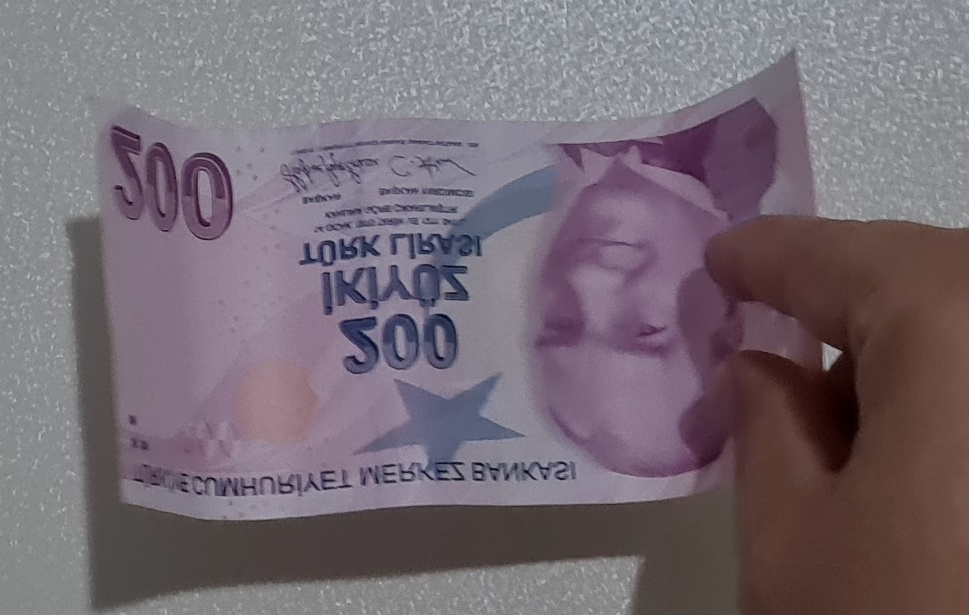 TÜRKİYE CUMHURİYET MERKEZ BANKASI
200
İKİYÜZ
TÜRK LİRASI
200